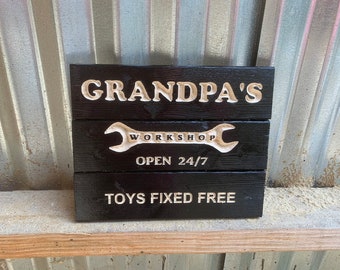 GRANDPA'S
WORKSHOP
OPEN 24/7
TOYS FIXED FREE